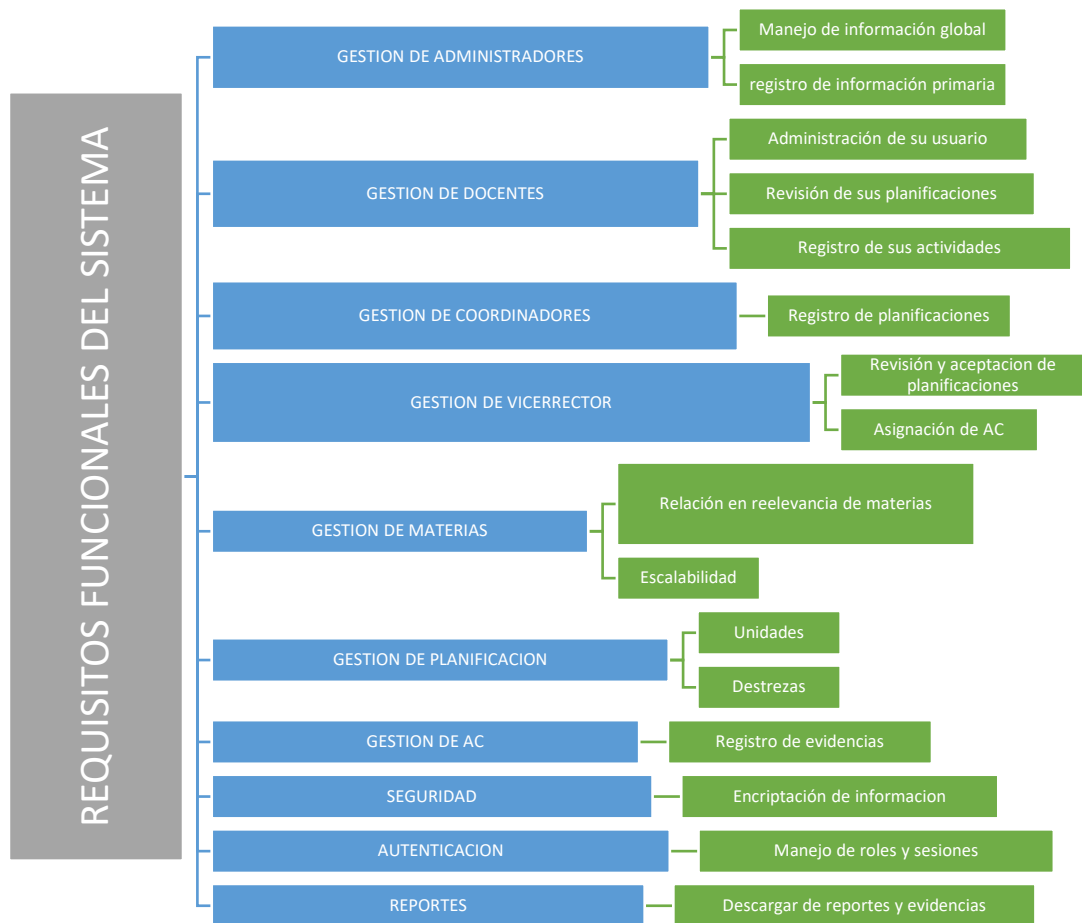 REQUISITOS FUNCIONALES DEL SISTEMA
GESTION DE ADMINISTRADORES
Manejo de información global
registro de información primaria
GESTION DE DOCENTES
Administración de su usuario
Revisión de sus planificaciones
Registro de sus actividades
GESTION DE COORDINADORES
Registro de planificaciones
GESTION DE VICERRECTOR
Revisión y aceptacion de
planificaciones
Asignación de AC
GESTION DE MATERIAS
Relación en reelevancia de materias
Escalabilidad
GESTION DE PLANIFICACION
Unidades
Destrezas
GESTION DE AC
Registro de evidencias
SEGURIDAD
Encriptación de informacion
AUTENTICACION
Manejo de roles y sesiones
REPORTES
Descargar de reportes y evidencias